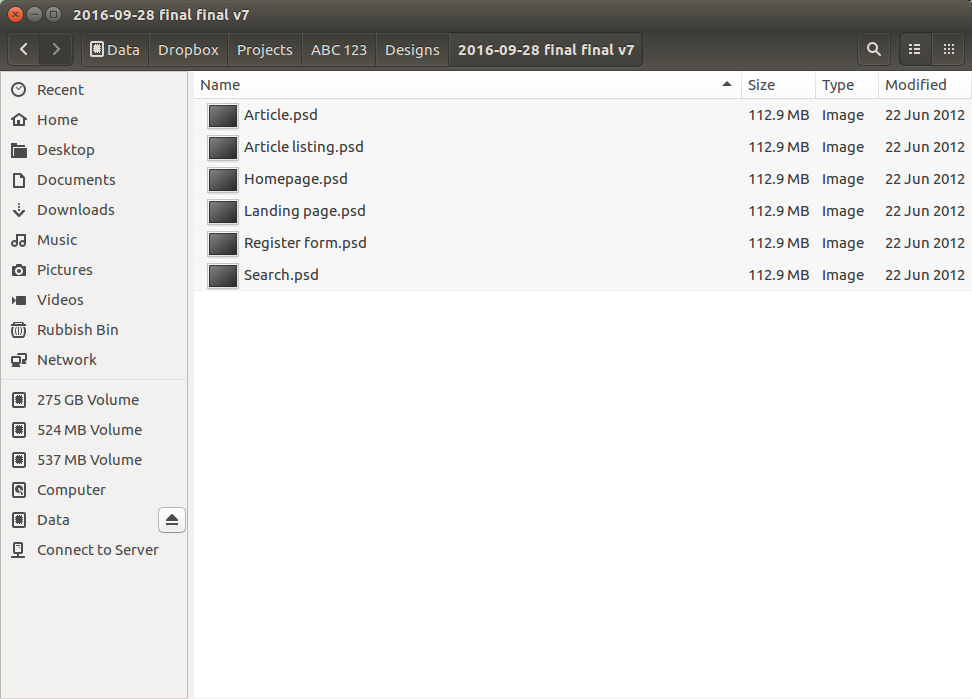 2016-09-28 final final v7
Data Dropbox Projects ABC 123 Designs 2016-09-28 final final v7
Name Size Type Modified
Recent
Home
Desktop
Documents
Downloads
Music
Pictures
Videos
Rubbish Bin
Network
275 GB Volume
524 MB Volume
537 MB Volume
Computer
Data
Connect to Server
Article.psd 112.9 MB Image 22 Jun 2012
Article listing.psd 112.9 MB Image 22 Jun 2012
Homepage.psd 112.9 MB Image 22 Jun 2012
Landing page.psd 112.9 MB Image 22 Jun 2012
Register form.psd 112.9 MB Image 22 Jun 2012
Search.psd 112.9 MB Image 22 Jun 2012